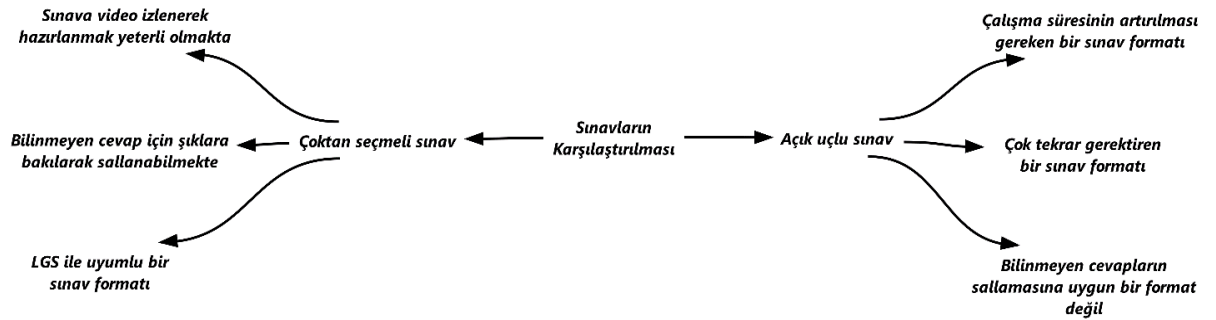 Sınava video izlenerek
hazırlanmak yeterli olmakta
Bilinmeyen cevap için şıklara
bakılarak sallanabilmekte
LGS ile uyumlu bir
sınav formatı
Çoktan seçmeli sınav
Sınavların
Karşılaştırılması
Açık uçlu sınav
Çalışma süresinin artırılması
gereken bir sınav formatı
Çok tekrar gerektiren
bir sınav formatı
Bilinmeyen cevapların
sallamasına uygun bir format
değil